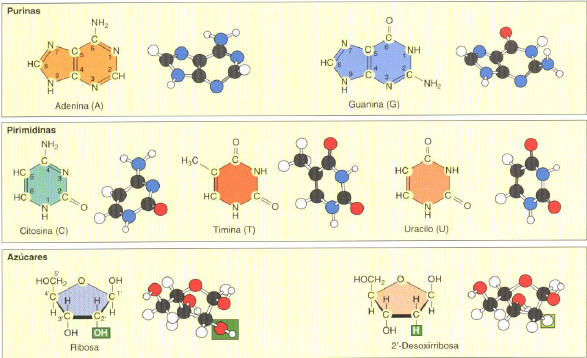 Purinas
NH₂
N
7
5
6
1
N
HC
8
9
4
3
2
CH
N
H
N
Adenina (A)
O
C
N
7
5
6
1
NH
HC
8
9
4
3
2
C
N
H
N
NH₂
Guanina (G)
Pirimidinas
NH₂
C
4
HC
5
3
N
HC
6
1
2
C
O
NH
Citosina (C)
O
H₃C
C
C
NH
HC
C
O
NH
Timina (T)
O
C
HC
NH
HC
C
O
NH
Uracilo (U)
Azúcares
5'
HOCH₂
O
OH
C
4'
H
H
C
1'
H
H
3'
C
C
2'
OH
OH
Ribosa
HOCH₂
O
OH
C
H
H
C
H
H
C
C
OH
H
2'-Desoxirribosa